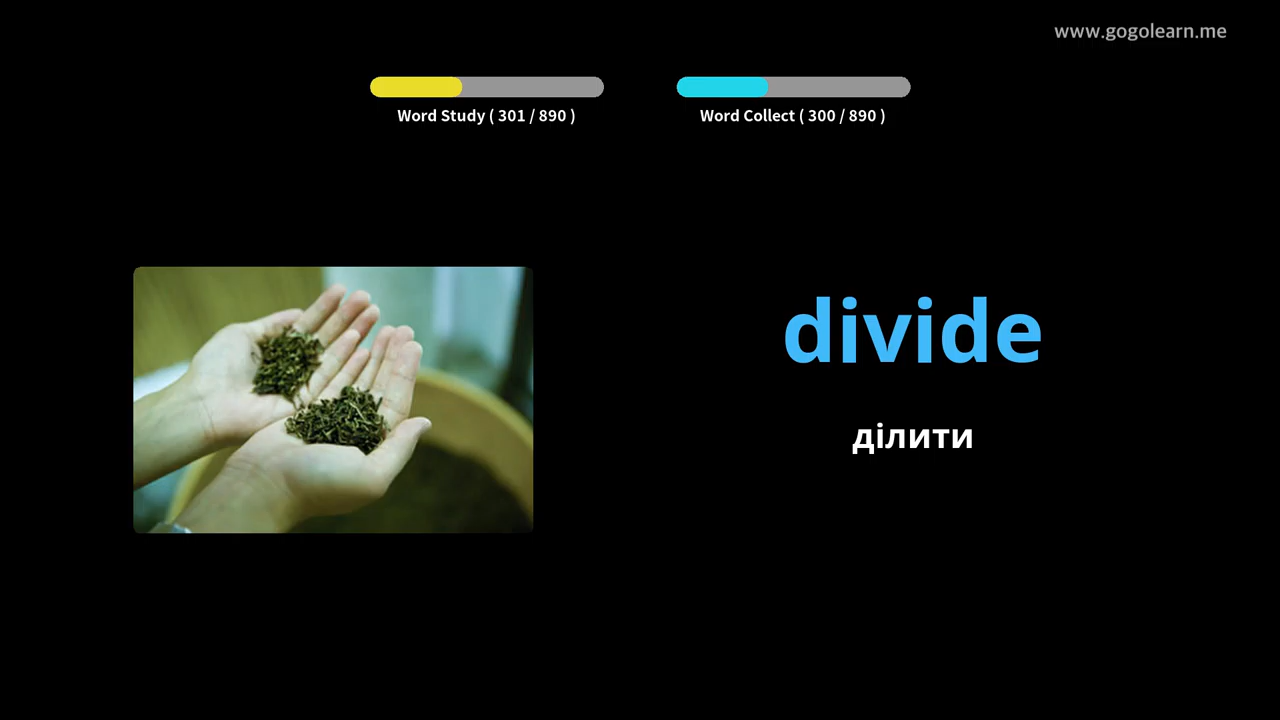 www.gogolearn.me
Word Study ( 301 / 890 )
Word Collect ( 300 / 890 )
divide
ділити